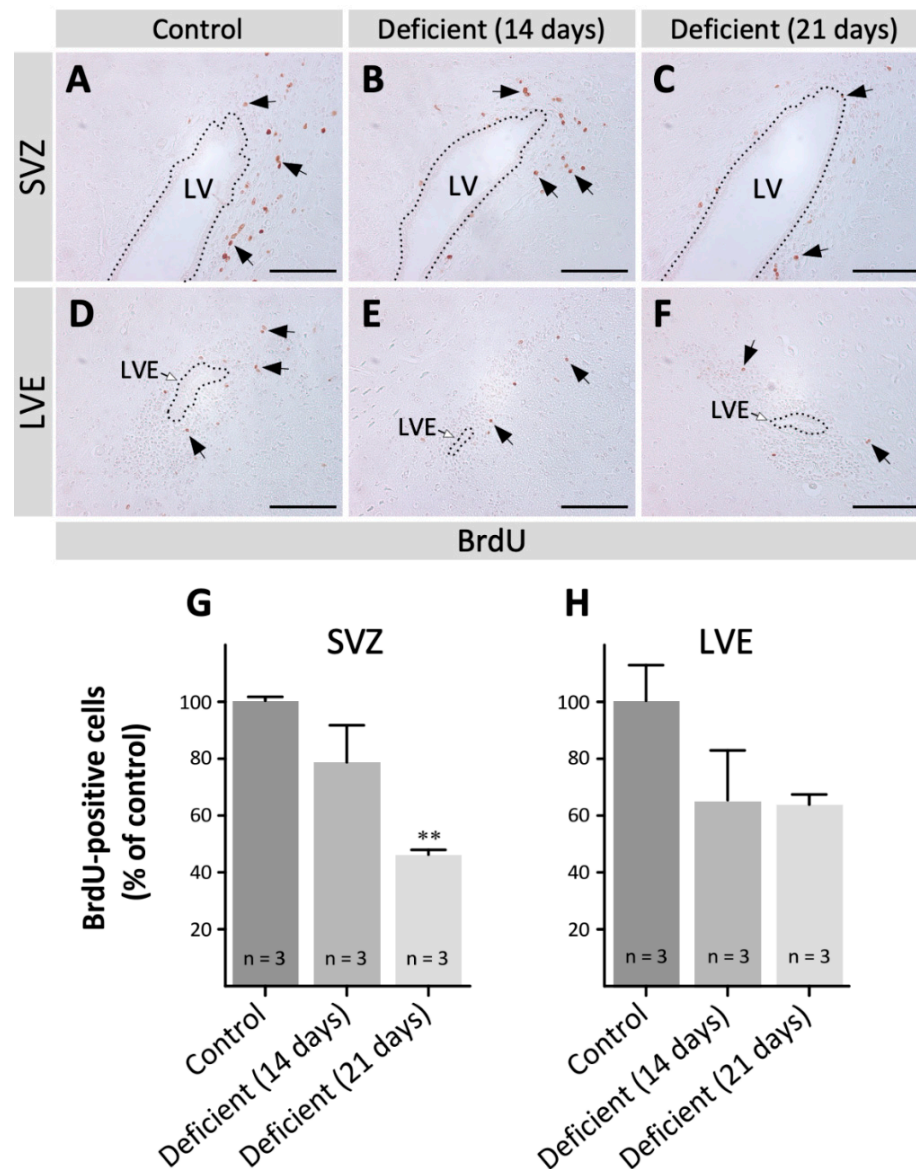 Control
Deficient (14 days)
Deficient (21 days)
SVZ
A
LV
B
LV
C
LV
LVE
D
LVE
E
LVE
F
LVE
BrdU
G
SVZ
BrdU-positive cells
(% of control)
100
80
60
40
20
**
n = 3
n = 3
n = 3
Control
Deficient (14 days)
Deficient (21 days)
H
LVE
100
80
60
40
20
n = 3
n = 3
n = 3
Control
Deficient (14 days)
Deficient (21 days)